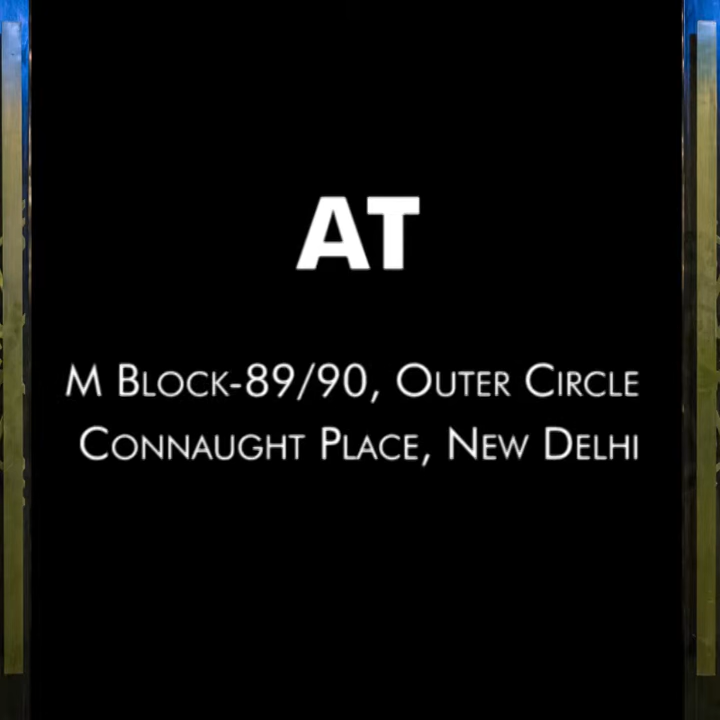 AT
M Block-89/90, Outer Circle
Connaught Place, New Delhi